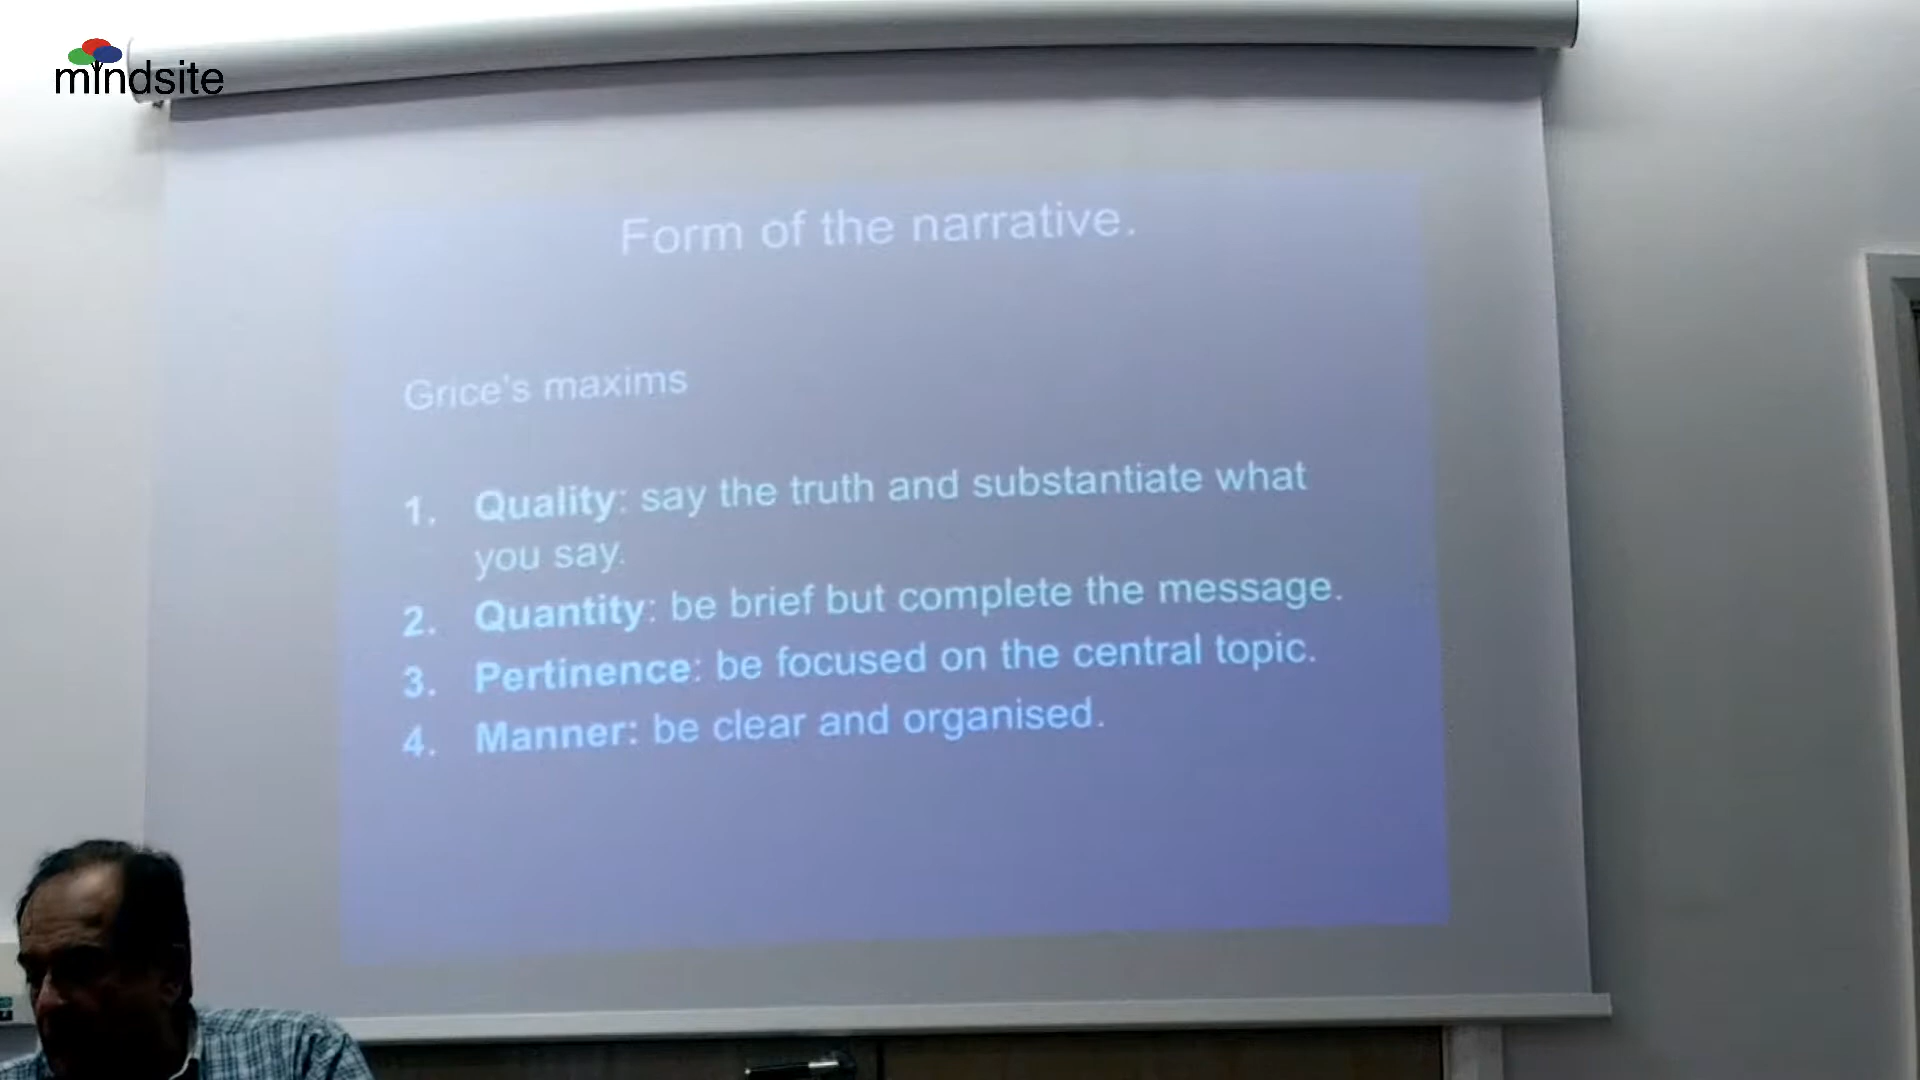 mindsite
Form of the narrative.
Grice's maxims
1. Quality: say the truth and substantiate what
you say.
2. Quantity: be brief but complete the message.
3. Pertinence: be focused on the central topic.
4. Manner: be clear and organised.